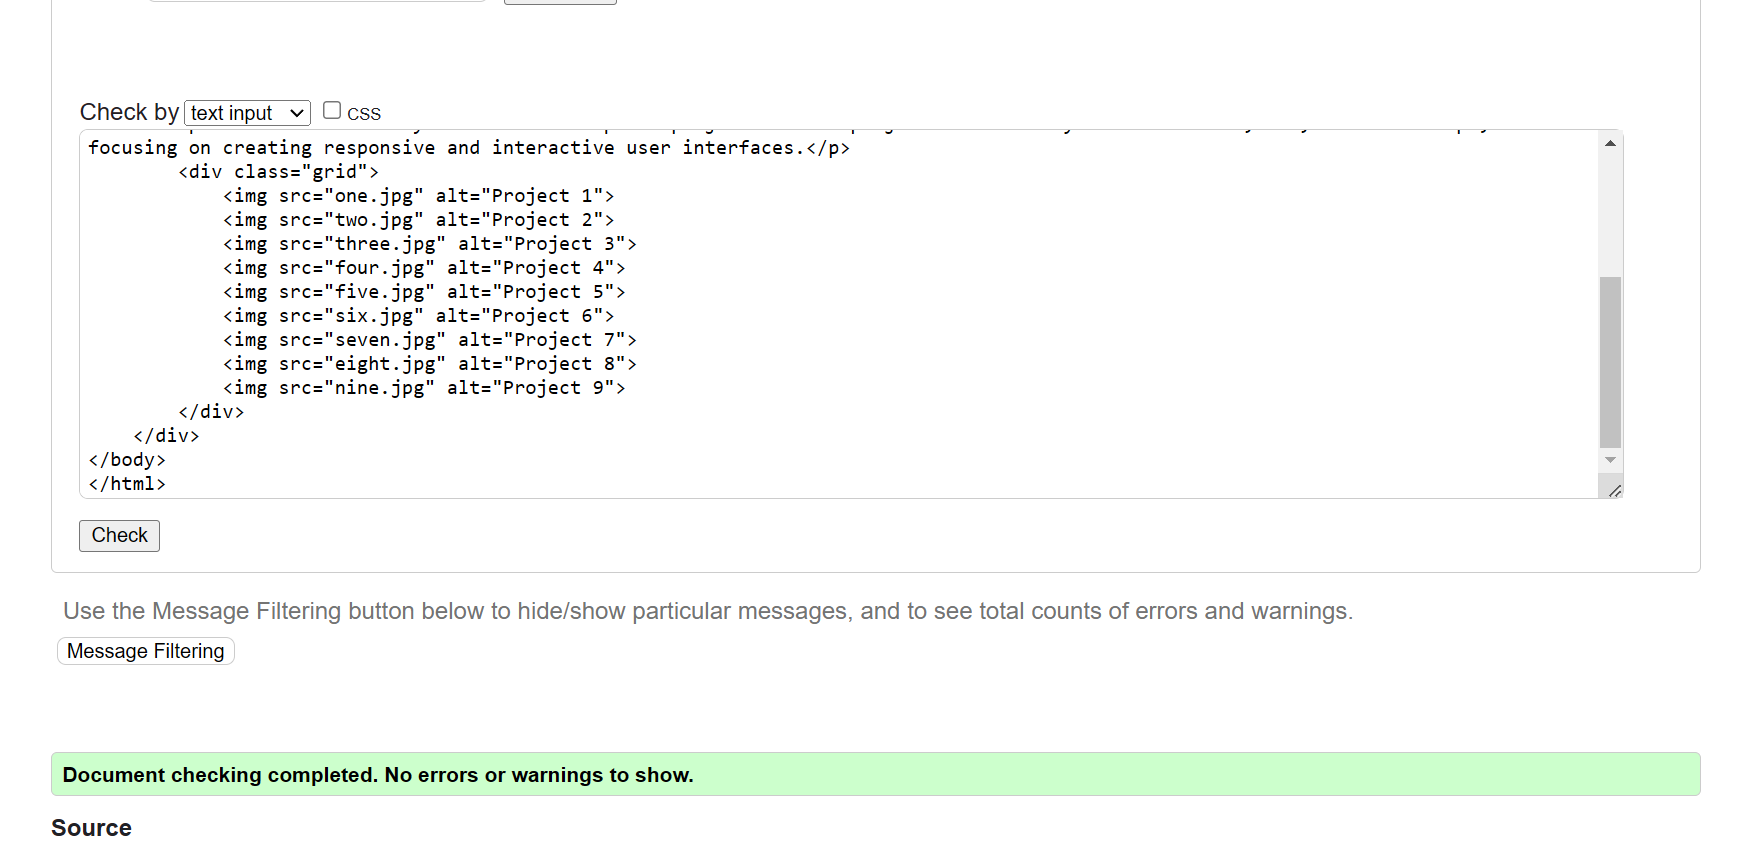 Check by text input CSS
focusing on creating responsive and interactive user interfaces.</p>
<div class="grid">
<img src="one.jpg" alt="Project 1">
<img src="two.jpg" alt="Project 2">
<img src="three.jpg" alt="Project 3">
<img src="four.jpg" alt="Project 4">
<img src="five.jpg" alt="Project 5">
<img src="six.jpg" alt="Project 6">
<img src="seven.jpg" alt="Project 7">
<img src="eight.jpg" alt="Project 8">
<img src="nine.jpg" alt="Project 9">
</div>
</div>
</body>
</html>
Check
Use the Message Filtering button below to hide/show particular messages, and to see total counts of errors and warnings.
Message Filtering
Document checking completed. No errors or warnings to show.
Source